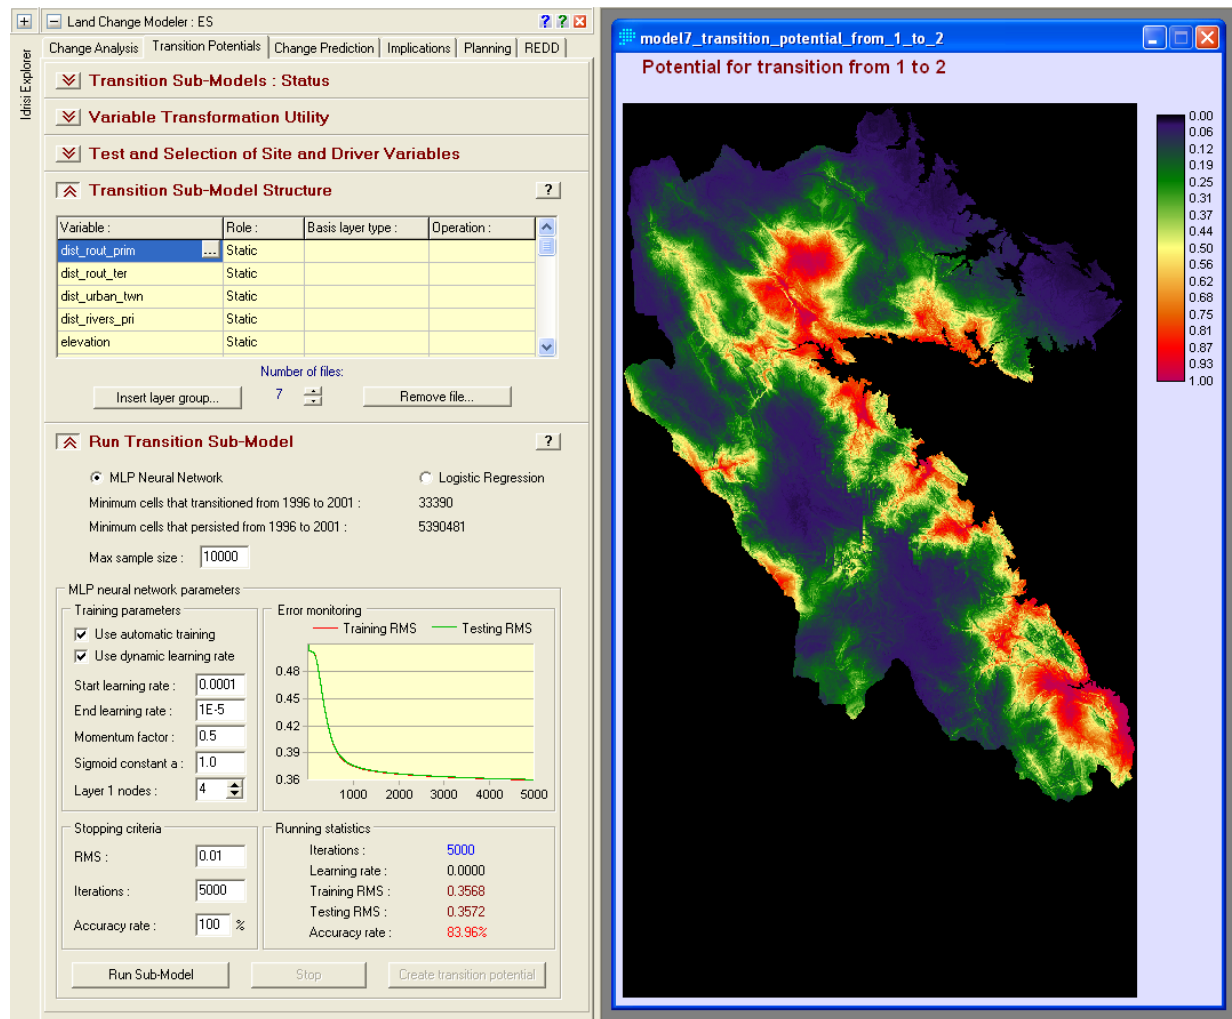 Land Change Modeler : ES
? ?
Idrisi Explorer
Change Analysis Transition Potentials Change Prediction Implications Planning REDD
Transition Sub-Models : Status
Variable Transformation Utility
Test and Selection of Site and Driver Variables
Transition Sub-Model Structure ?
Variable : Role : Basis layer type : Operation :
dist_rout_prim ... Static
dist_rout_ter Static
dist_urban_twn Static
dist_rivers_pri Static
elevation Static
Number of files:
Insert layer group... 7 Remove file...
Run Transition Sub-Model ?
MLP Neural Network Logistic Regression
Minimum cells that transitioned from 1996 to 2001 : 33390
Minimum cells that persisted from 1996 to 2001 : 5390481
Max sample size : 10000
MLP neural network parameters
Training parameters
Use automatic training
Use dynamic learning rate
Start learning rate : 0.0001
End learning rate : 1E-5
Momentum factor : 0.5
Sigmoid constant a : 1.0
Layer 1 nodes : 4
Error monitoring
Training RMS Testing RMS
0.48
0.45
0.42
0.39
0.36
1000 2000 3000 4000 5000
Stopping criteria
RMS : 0.01
Iterations : 5000
Accuracy rate : 100 %
Running statistics
Iterations : 5000
Learning rate : 0.0000
Training RMS : 0.3568
Testing RMS : 0.3572
Accuracy rate : 83.96%
Run Sub-Model Stop Create transition potential
model7_transition_potential_from_1_to_2
Potential for transition from 1 to 2
0.00
0.06
0.12
0.19
0.25
0.31
0.37
0.44
0.50
0.56
0.62
0.68
0.75
0.81
0.87
0.93
1.00